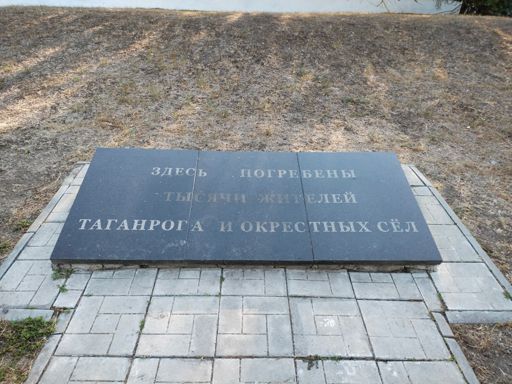 ЗДЕСЬ ПОГРЕБЕНЫ
ТЫСЯЧИ ЖИТЕЛЕЙ
ТАГАНРОГА И ОКРЕСТНЫХ СЁЛ